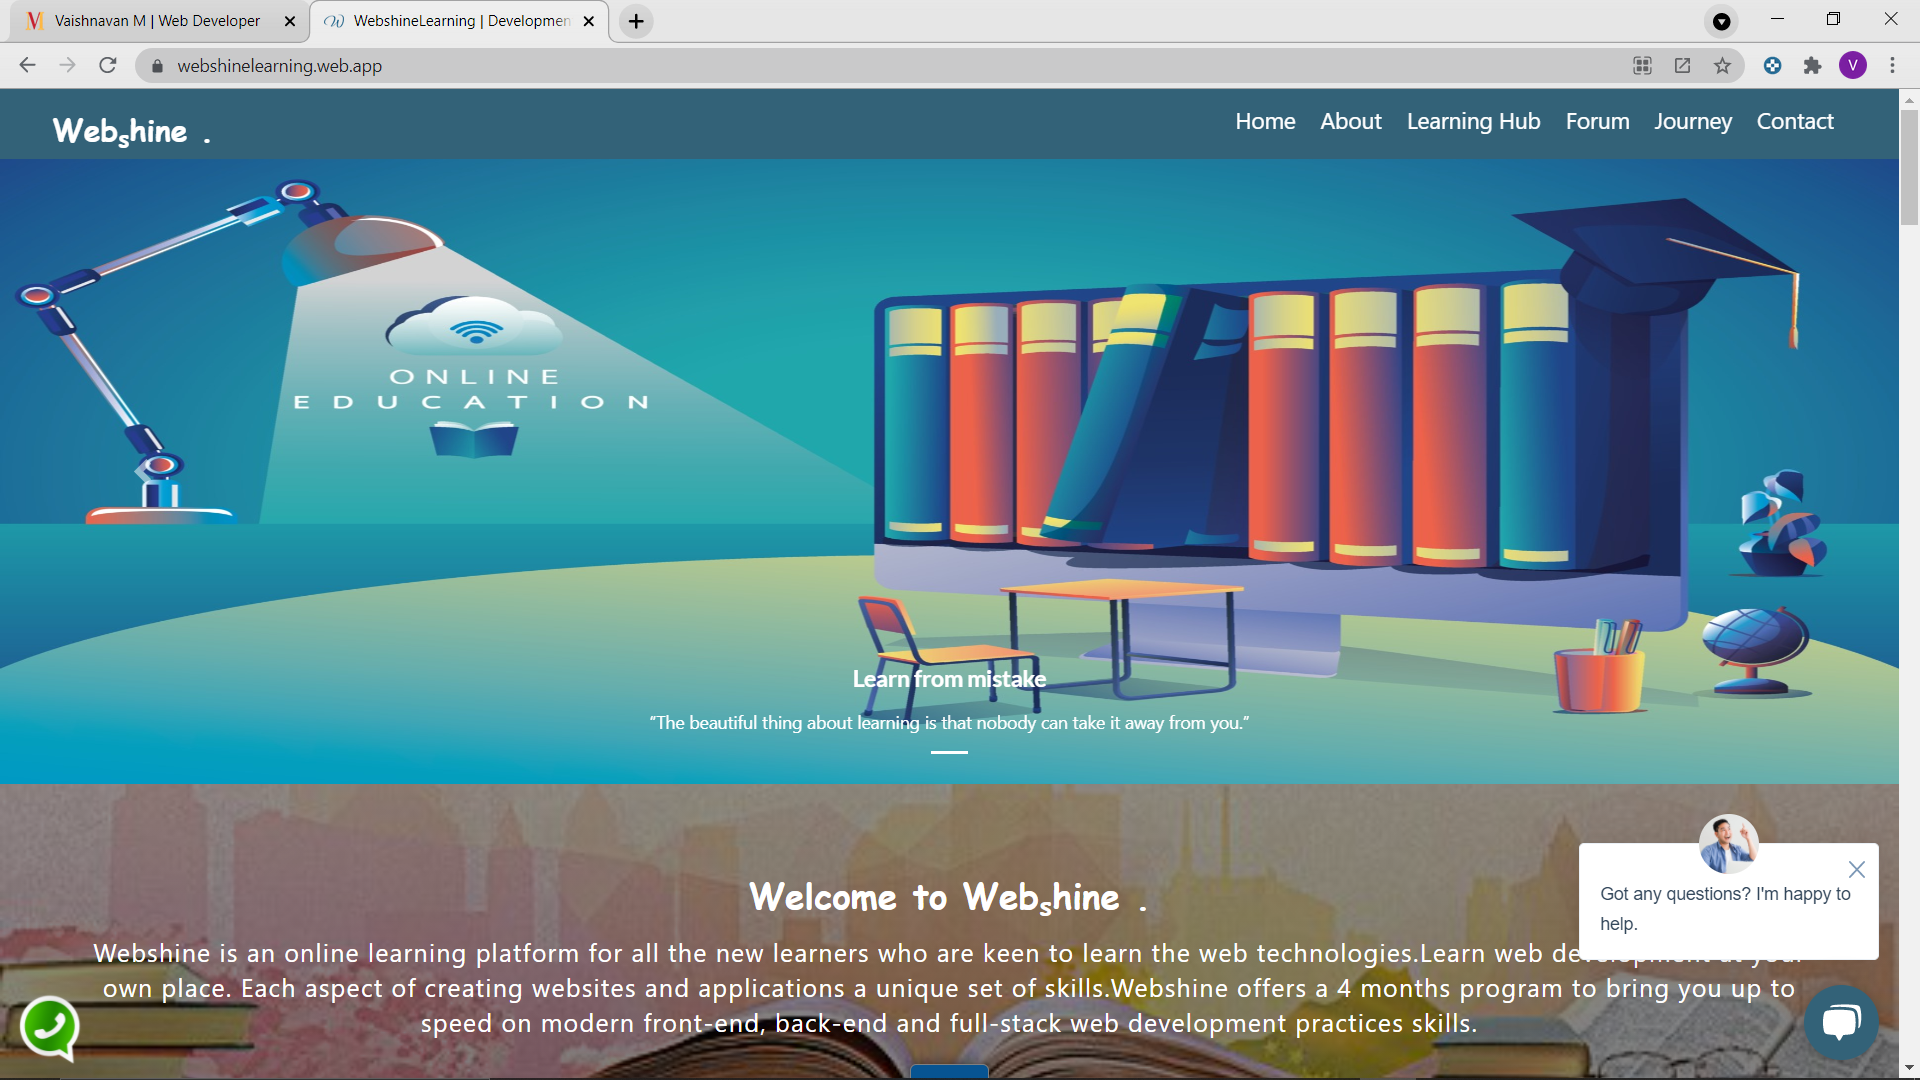 Vaishnavan M | Web Developer
WebshineLearning | Developmen
webshinelearning.web.app
V
Webshine .
Home About Learning Hub Forum Journey Contact
ONLINE
EDUCATION
Learn from mistake
“The beautiful thing about learning is that nobody can take it away from you.”
Welcome to Webshine .
Webshine is an online learning platform for all the new learners who are keen to learn the web technologies.Learn web development at your
own place. Each aspect of creating websites and applications a unique set of skills.Webshine offers a 4 months program to bring you up to
speed on modern front-end, back-end and full-stack web development practices skills.
Got any questions? I'm happy to
help.